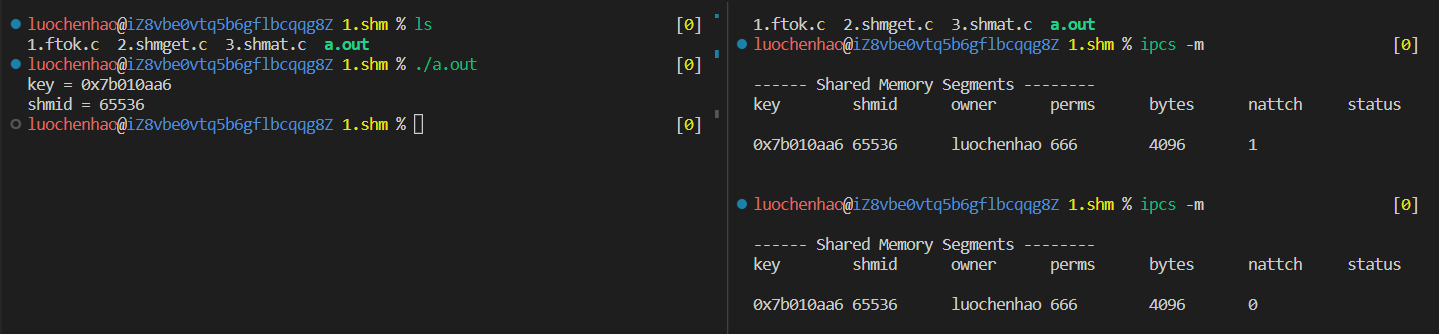 luochenhao@iZ8vbe0vtq5b6gflbcqqg8Z 1.shm % ls [0]
1.ftok.c 2.shmget.c 3.shmat.c a.out
luochenhao@iZ8vbe0vtq5b6gflbcqqg8Z 1.shm % ./a.out [0]
key = 0x7b010aa6
shmid = 65536
luochenhao@iZ8vbe0vtq5b6gflbcqqg8Z 1.shm % [0]
1.ftok.c 2.shmget.c 3.shmat.c a.out
luochenhao@iZ8vbe0vtq5b6gflbcqqg8Z 1.shm % ipcs -m [0]
------ Shared Memory Segments --------
key shmid owner perms bytes nattch status
0x7b010aa6 65536 luochenhao 666 4096 1
luochenhao@iZ8vbe0vtq5b6gflbcqqg8Z 1.shm % ipcs -m [0]
------ Shared Memory Segments --------
key shmid owner perms bytes nattch status
0x7b010aa6 65536 luochenhao 666 4096 0